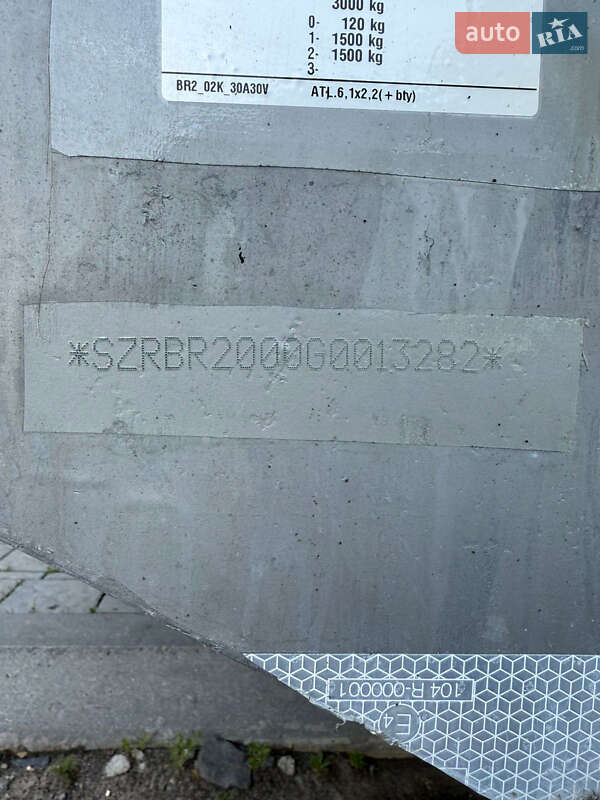 3000 kg
0- 120 kg
1- 1500 kg
2- 1500 kg
3-
BR2_02K_30A30V ATL.6,1x2,2(+bty)
auto RIA .com
*SZRBR2000G0013282*
104 R-000001
E4